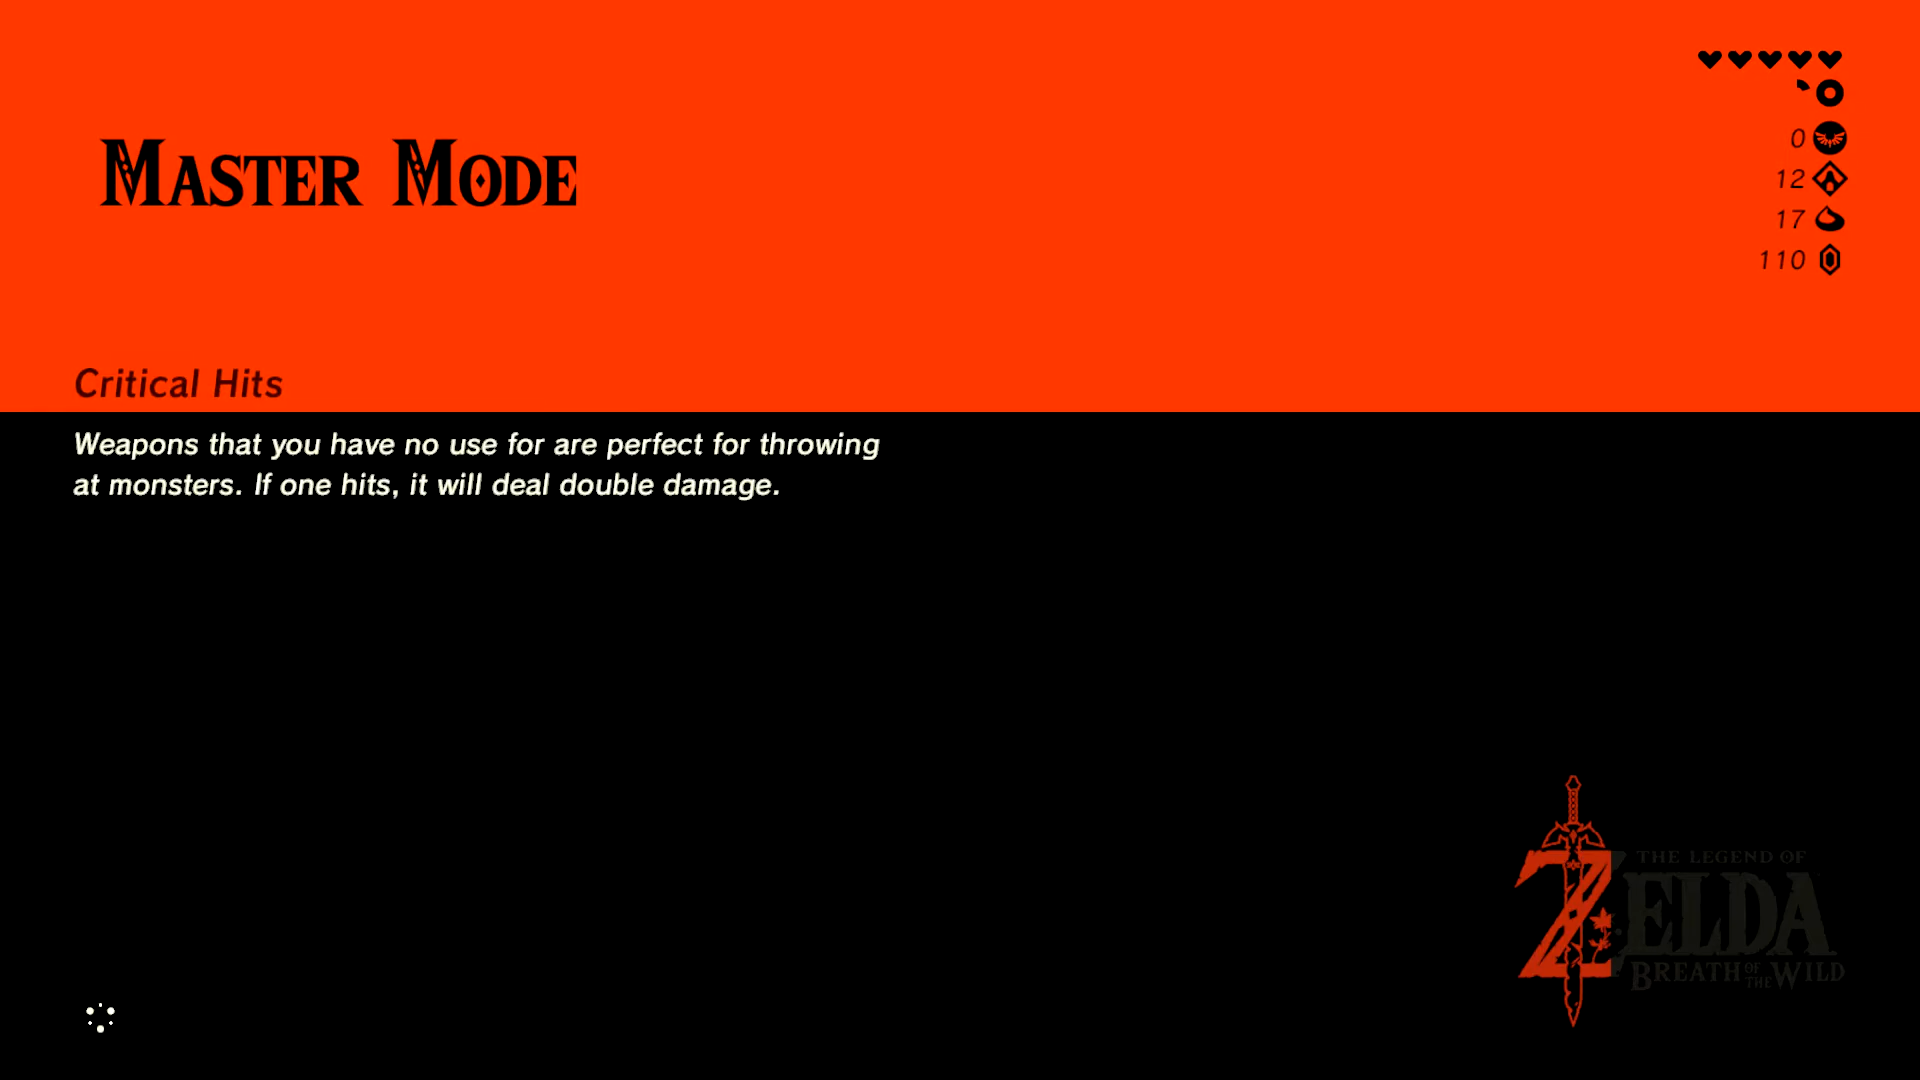 MASTER MODE
0
12
17
110
Critical Hits
Weapons that you have no use for are perfect for throwing
at monsters. If one hits, it will deal double damage.
THE LEGEND OF
ZELDA
BREATH OF THE WILD